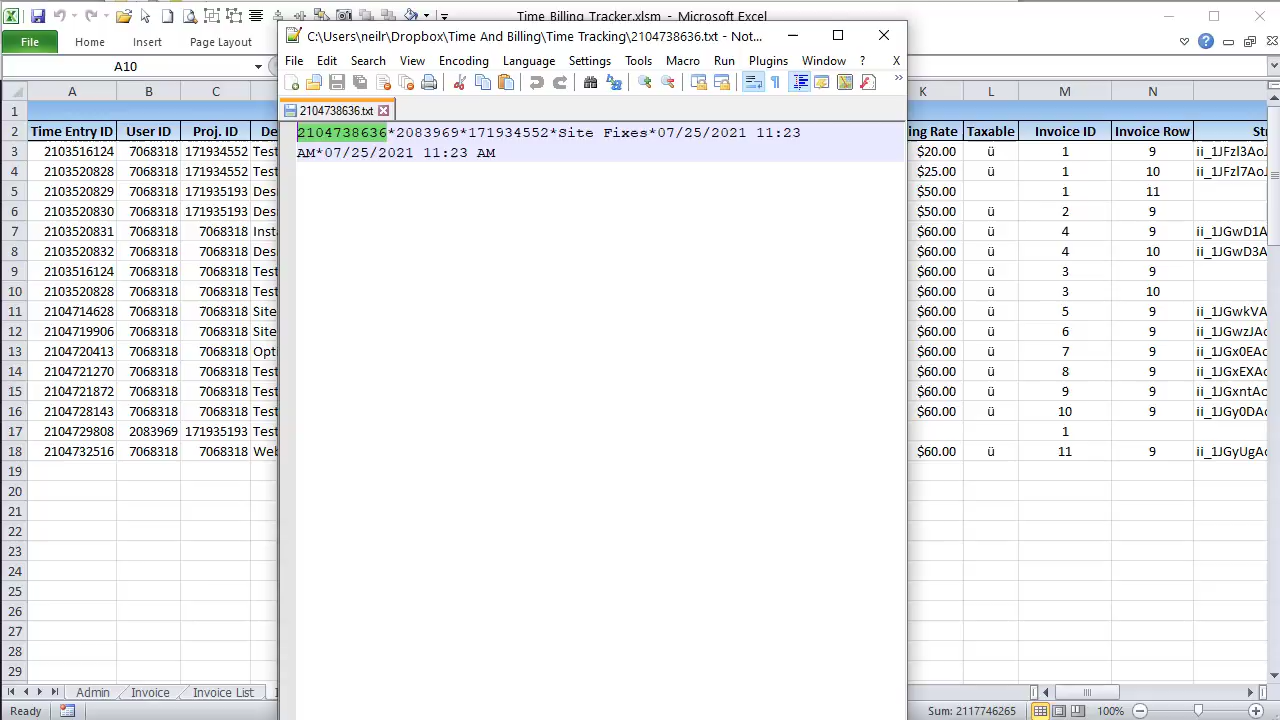 Time Billing Tracker.xlsm - Microsoft Excel
File Home Insert Page Layout
A10
C:\Users\neilr\Dropbox\Time And Billing\Time Tracking\2104738636.txt - Not...
File Edit Search View Encoding Language Settings Tools Macro Run Plugins Window ? X
2104738636.txt
2104738636*2083969*171934552*Site Fixes*07/25/2021 11:23
AM*07/25/2021 11:23 AM
A B C K L M N
1
2 Time Entry ID User ID Proj. ID De ing Rate Taxable Invoice ID Invoice Row Str
3 2103516124 7068318 171934552 Test $20.00 ü 1 9 ii_1JFzl3AoJ
4 2103520828 7068318 171934552 Test $25.00 ü 1 10 ii_1JFzl7AoJ
5 2103520829 7068318 171935193 Des $50.00 1 11
6 2103520830 7068318 171935193 Des $50.00 ü 2 9
7 2103520831 7068318 7068318 Insta $60.00 ü 4 9 ii_1JGwD1A
8 2103520832 7068318 7068318 Des $60.00 ü 4 10 ii_1JGwD3A
9 2103516124 7068318 7068318 Test $60.00 ü 3 9
10 2103520828 7068318 7068318 Test $60.00 ü 3 10
11 2104714628 7068318 7068318 Site $60.00 ü 5 9 ii_1JGwkVA
12 2104719906 7068318 7068318 Site $60.00 ü 6 9 ii_1JGwzJAc
13 2104720413 7068318 7068318 Opt $60.00 ü 7 9 ii_1JGx0EAc
14 2104721270 7068318 7068318 Test $60.00 ü 8 9 ii_1JGxEXAc
15 2104721872 7068318 7068318 Test $60.00 ü 9 9 ii_1JGxntAo
16 2104728143 7068318 7068318 Test $60.00 ü 10 9 ii_1JGy0DA
17 2104729808 2083969 171935193 Test 1
18 2104732516 7068318 7068318 Web $60.00 ü 11 9 ii_1JGyUgAc
19
20
21
22
23
24
25
26
27
28
29
Admin Invoice Invoice List
Ready Sum: 2117746265 100%